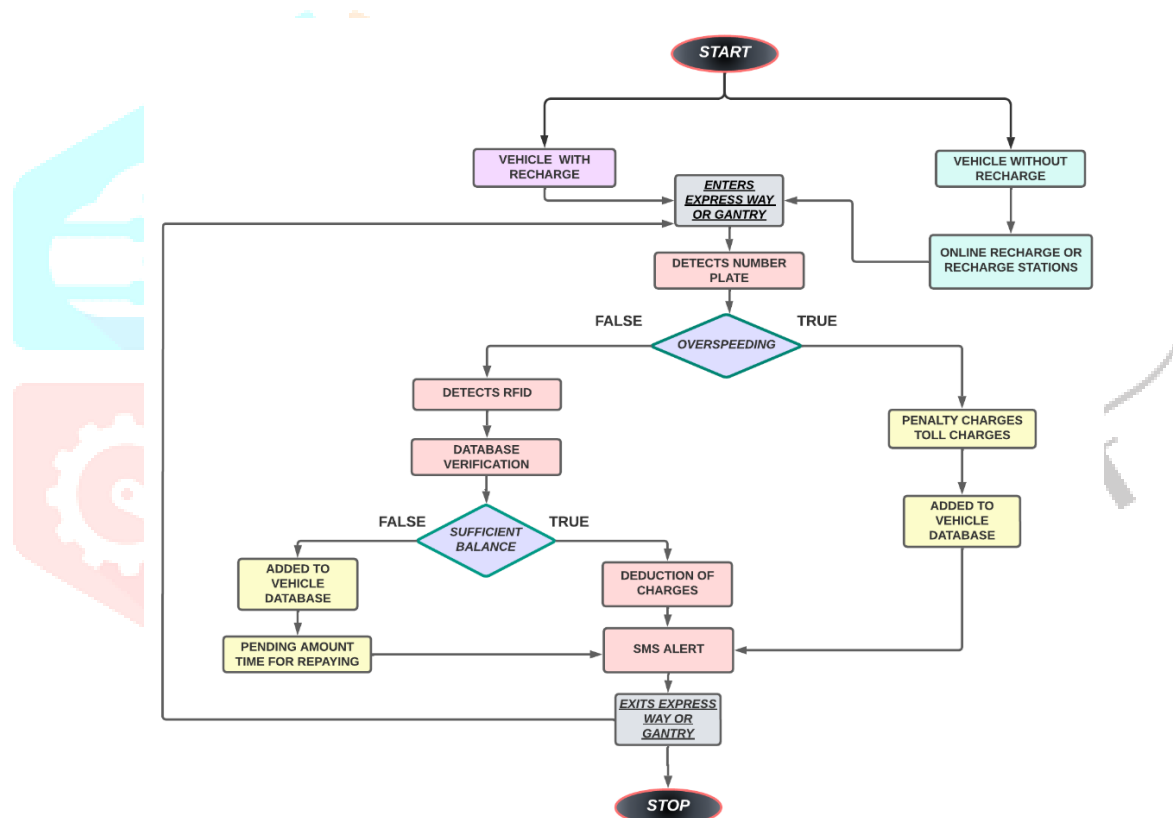 START
VEHICLE WITH
RECHARGE
VEHICLE WITHOUT
RECHARGE
ENTERS
EXPRESS WAY
OR GANTRY
ONLINE RECHARGE OR
RECHARGE STATIONS
DETECTS NUMBER
PLATE
FALSE
TRUE
OVERSPEEDING
DETECTS RFID
PENALTY CHARGES
TOLL CHARGES
DATABASE
VERIFICATION
ADDED TO
VEHICLE
DATABASE
FALSE
TRUE
SUFFICIENT
BALANCE
ADDED TO
VEHICLE
DATABASE
DEDUCTION OF
CHARGES
PENDING AMOUNT
TIME FOR REPAYING
SMS ALERT
EXITS EXPRESS
WAY OR
GANTRY
STOP